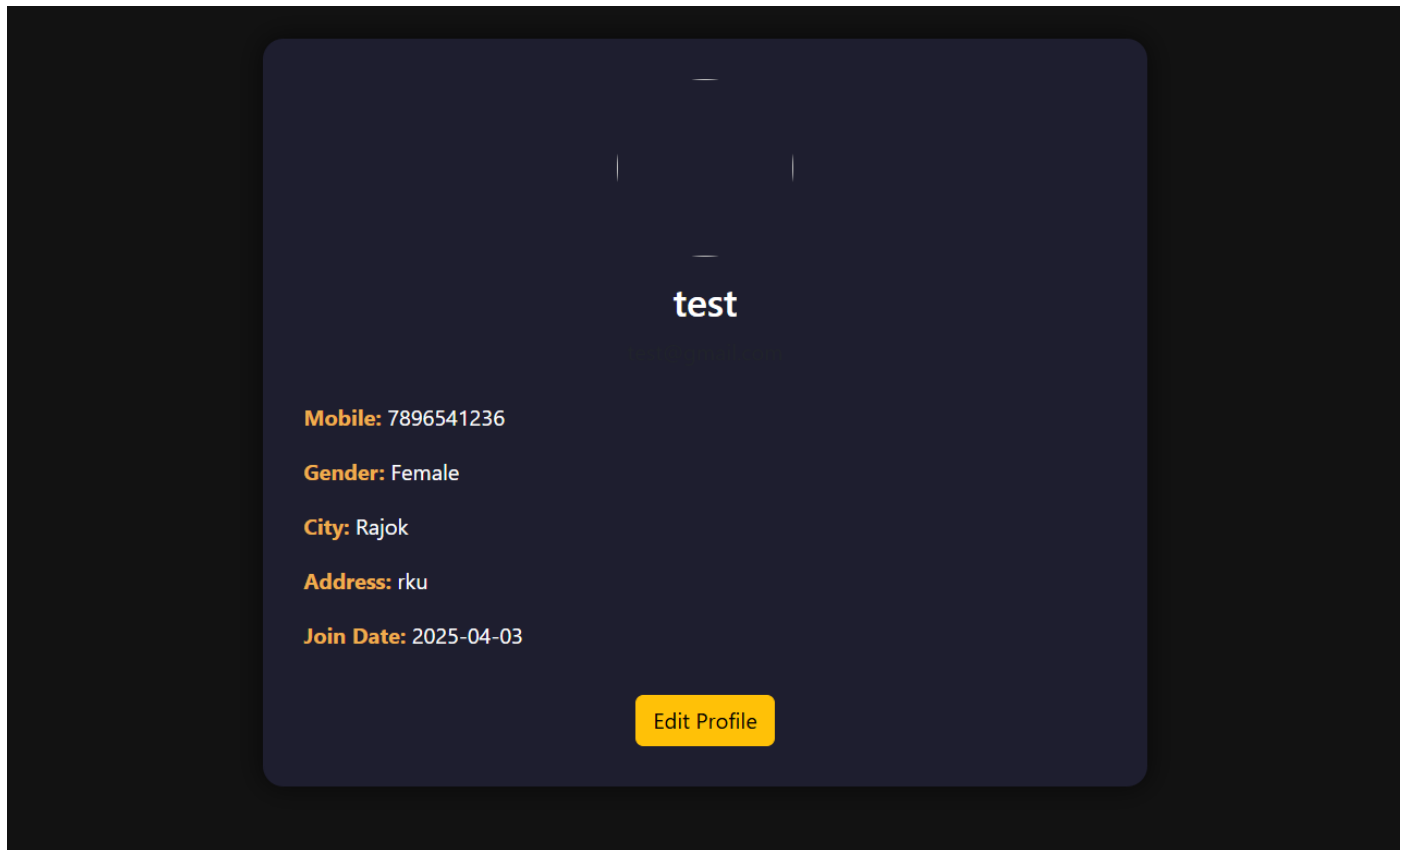 test
Mobile: 7896541236
Gender: Female
City: Rajok
Address: rku
Join Date: 2025-04-03
Edit Profile